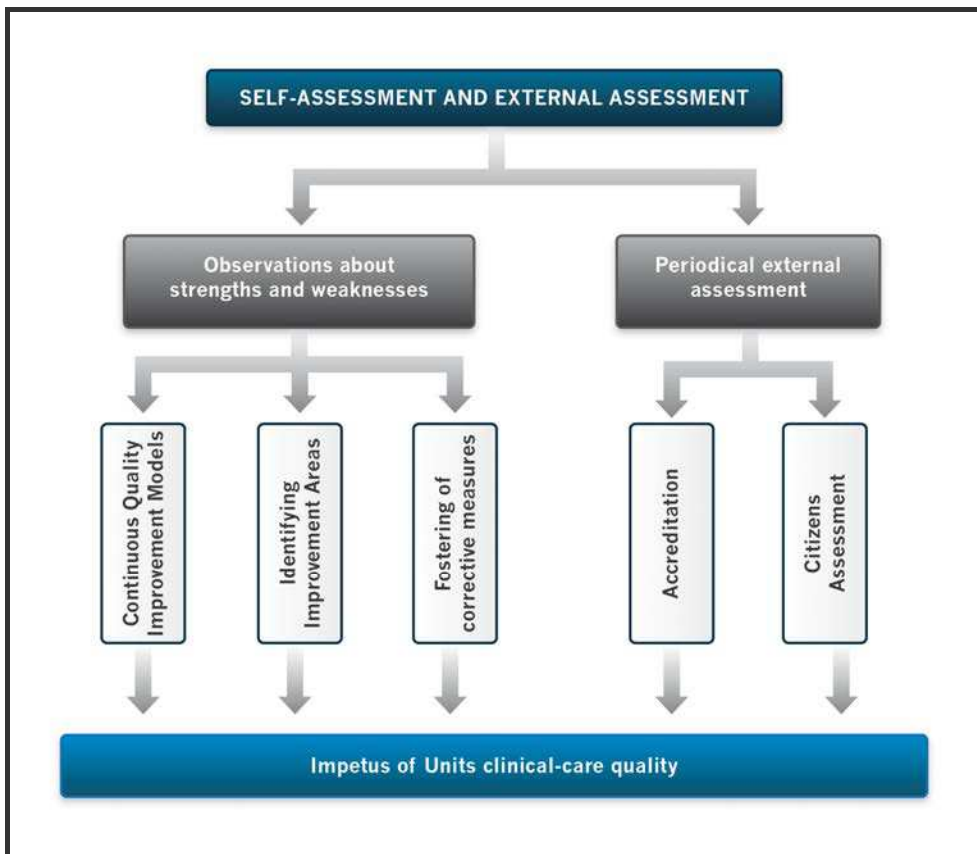 SELF-ASSESSMENT AND EXTERNAL ASSESSMENT
Observations about
strengths and weaknesses
Periodical external
assessment
Continuous Quality
Improvement Models
Identifying
Improvement Areas
Fostering of
corrective measures
Accreditation
Citizens
Assessment
Impetus of Units clinical-care quality